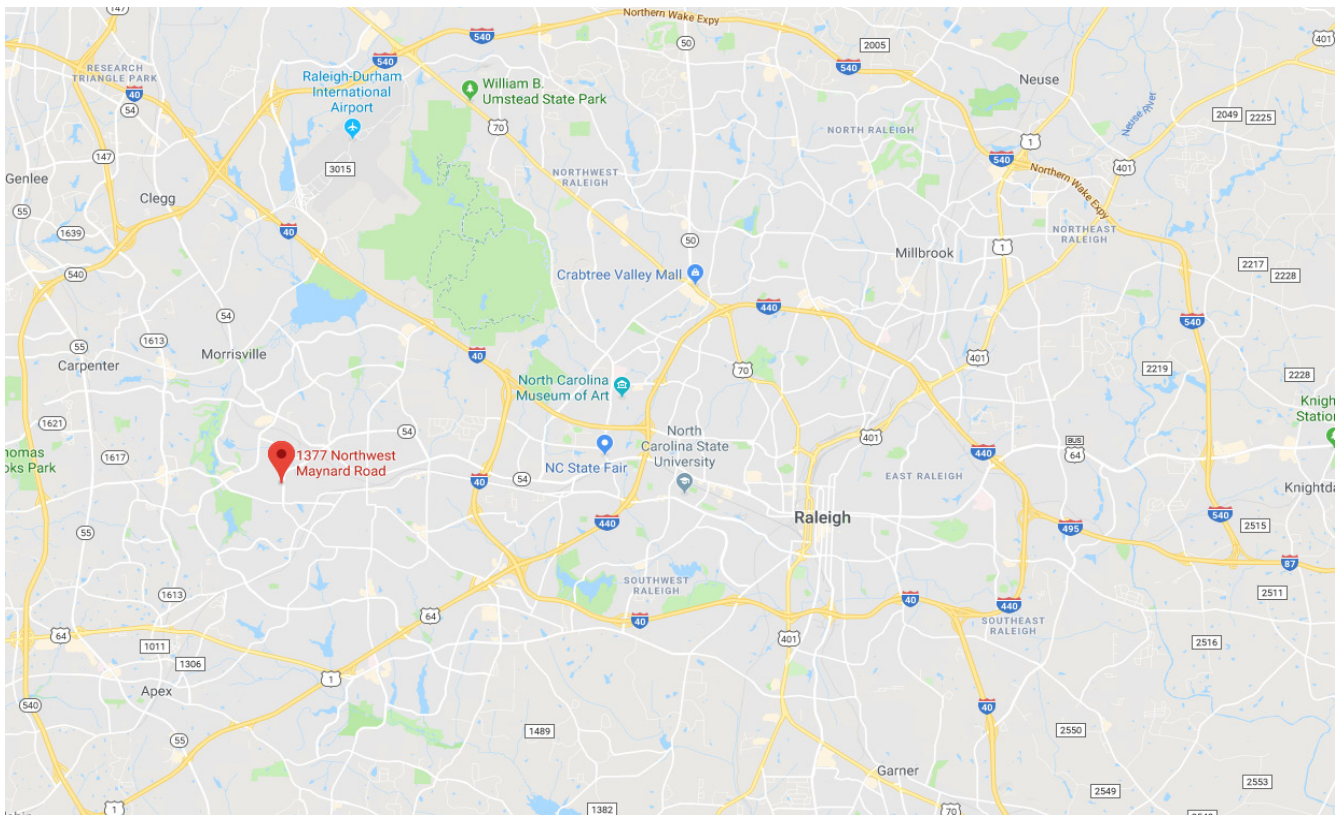 147
Northern Wake Expy
540
50
2005
401
RESEARCH
TRIANGLE PARK
540
540
40
Raleigh-Durham
International
Airport
William B.
Umstead State Park
Neuse
54
70
NORTH RALEIGH
Neuse River
2049
2225
147
3015
1
540
Northern Wake Expy
401
Genlee
Clegg
NORTHWEST
RALEIGH
55
1639
40
50
1
NORTHEAST
RALEIGH
Millbrook
540
Crabtree Valley Mall
2217
2228
440
54
540
55
1613
Morrisville
40
401
Carpenter
70
2219
2228
North Carolina
Museum of Art
1621
54
401
North
Carolina State
University
BUS
64
1617
1377 Northwest
Maynard Road
NC State Fair
440
40
54
EAST RALEIGH
Raleigh
440
540
2515
55
495
87
SOUTHWEST
RALEIGH
1613
64
40
40
440
2511
SOUTHEAST
RALEIGH
64
1011
401
2516
1306
1
Apex
540
40
55
1489
2550
Garner
2553
2549
1
1382
70